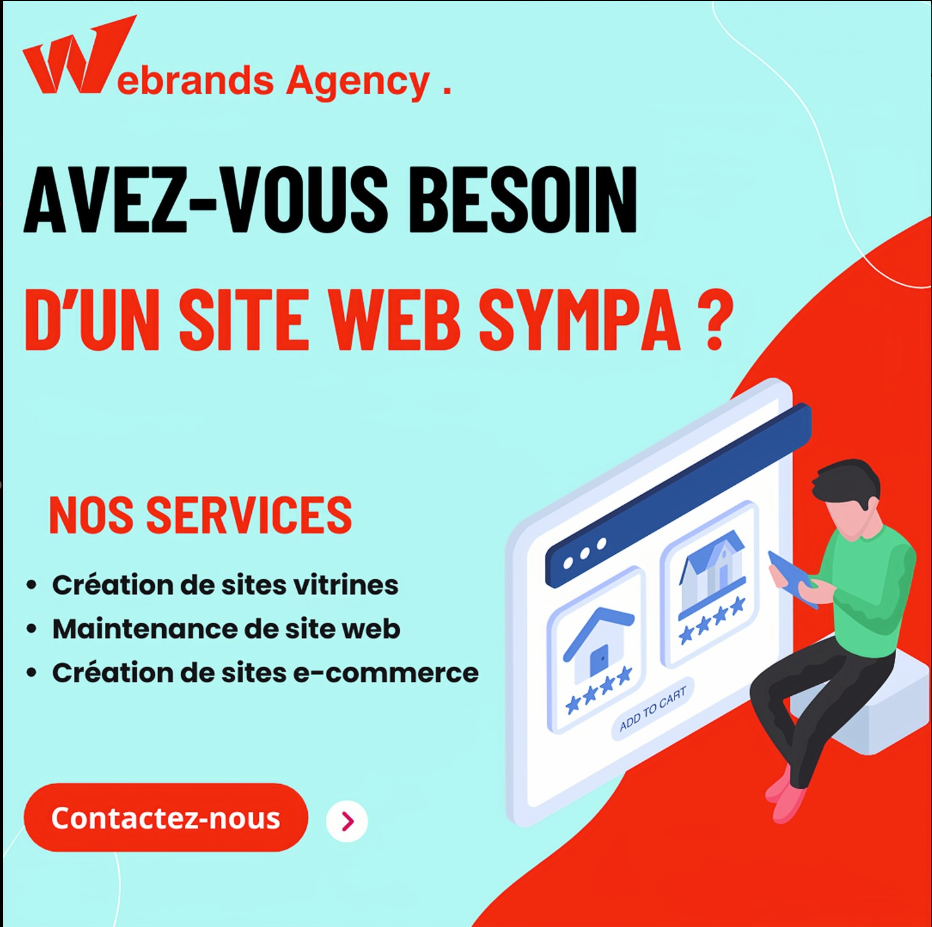 Webrands Agency .
AVEZ-VOUS BESOIN
D'UN SITE WEB SYMPA ?
NOS SERVICES
• Création de sites vitrines
• Maintenance de site web
• Création de sites e-commerce
ADD TO CART
Contactez-nous